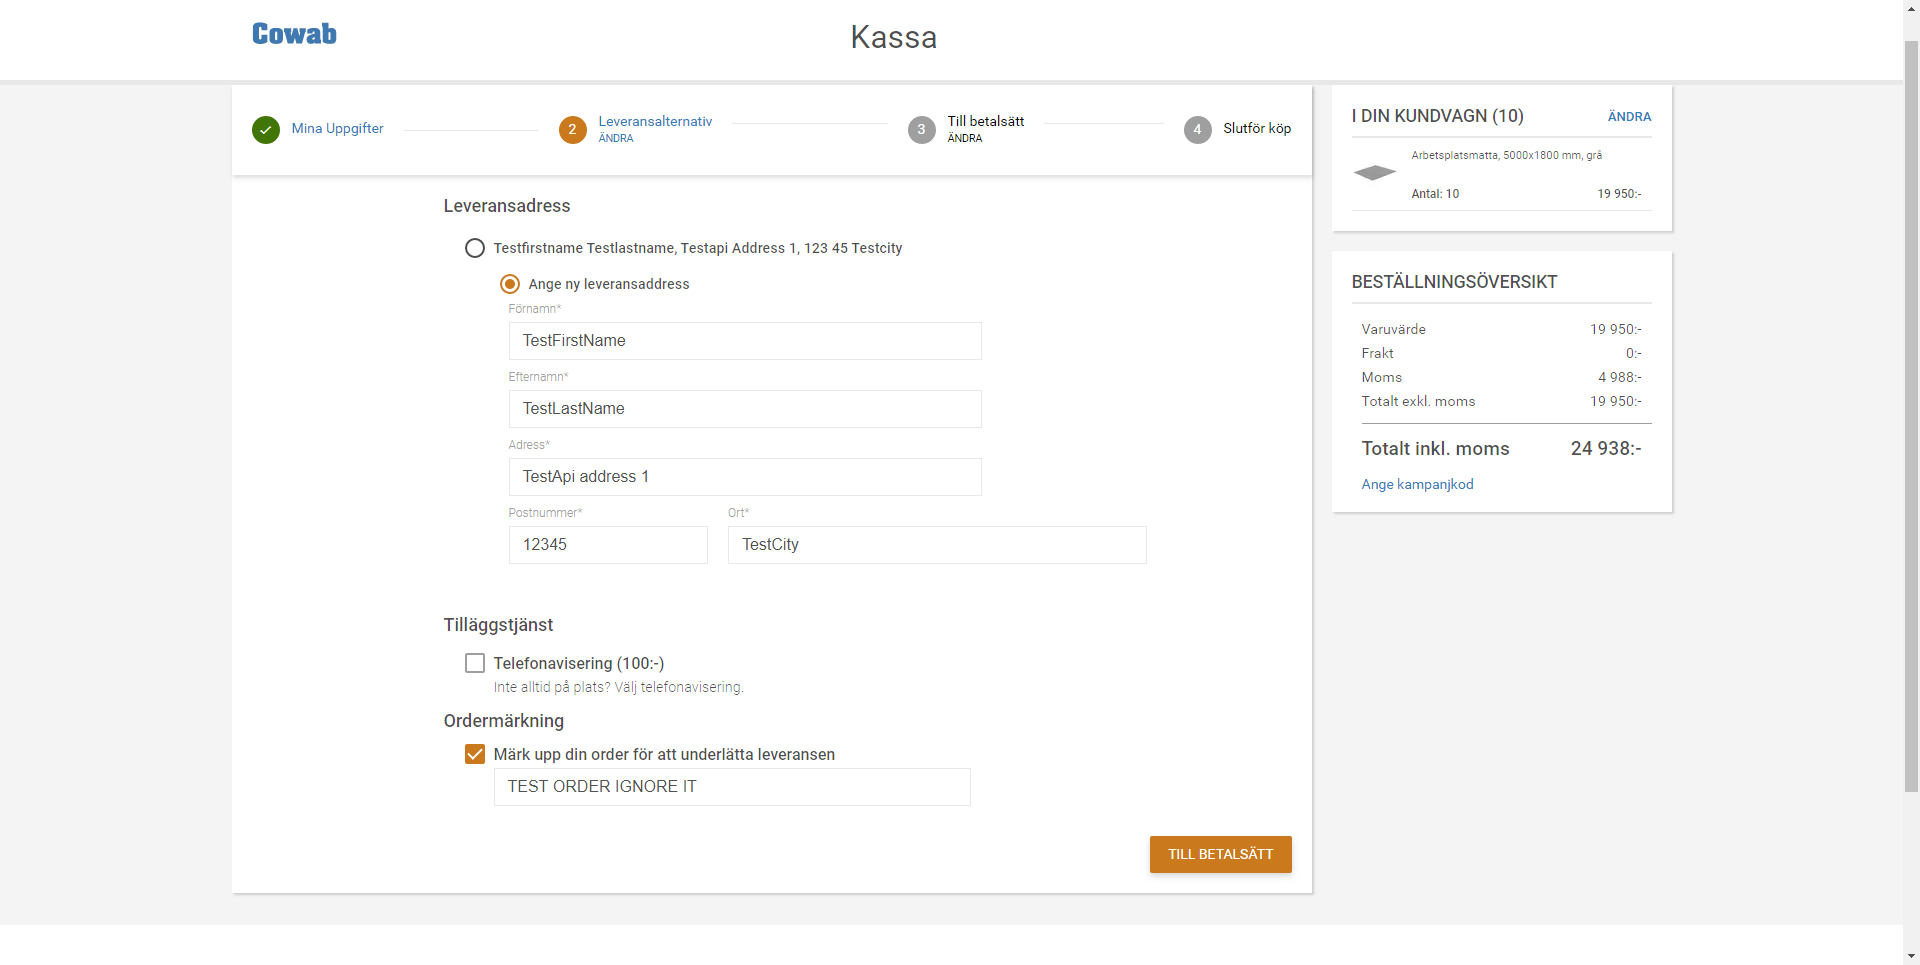 Cowab
Kassa
Mina Uppgifter
2
Leveransalternativ
ÄNDRA
3
Till betalsätt
ÄNDRA
4
Slutför köp
Leveransadress
Testfirstname Testlastname, Testapi Address 1, 123 45 Testcity
Ange ny leveransaddress
Förnamn*
TestFirstName
Efternamn*
TestLastName
Adress*
TestApi address 1
Postnummer* Ort*
12345 TestCity
Tilläggstjänst
Telefonavisering (100:-)
Inte alltid på plats? Välj telefonavisering.
Ordermärkning
Märk upp din order för att underlätta leveransen
TEST ORDER IGNORE IT
TILL BETALSÄTT
I DIN KUNDVAGN (10) ÄNDRA
Arbetsplatsmatta, 5000x1800 mm, grå
Antal: 10 19 950:-
BESTÄLLNINGSÖVERSIKT
Varuvärde 19 950:-
Frakt 0:-
Moms 4 988:-
Totalt exkl. moms 19 950:-
Totalt inkl. moms 24 938:-
Ange kampanjkod